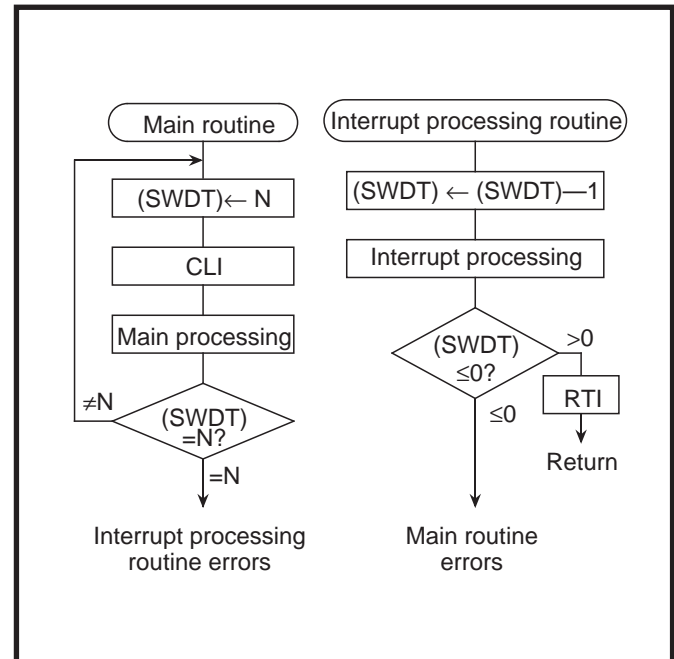 Main routine
(SWDT)← N
CLI
Main processing
≠N
(SWDT)
=N?
=N
Interrupt processing
routine errors
Interrupt processing routine
(SWDT) ← (SWDT)—1
Interrupt processing
(SWDT)
≤0?
>0
RTI
Return
≤0
Main routine
errors